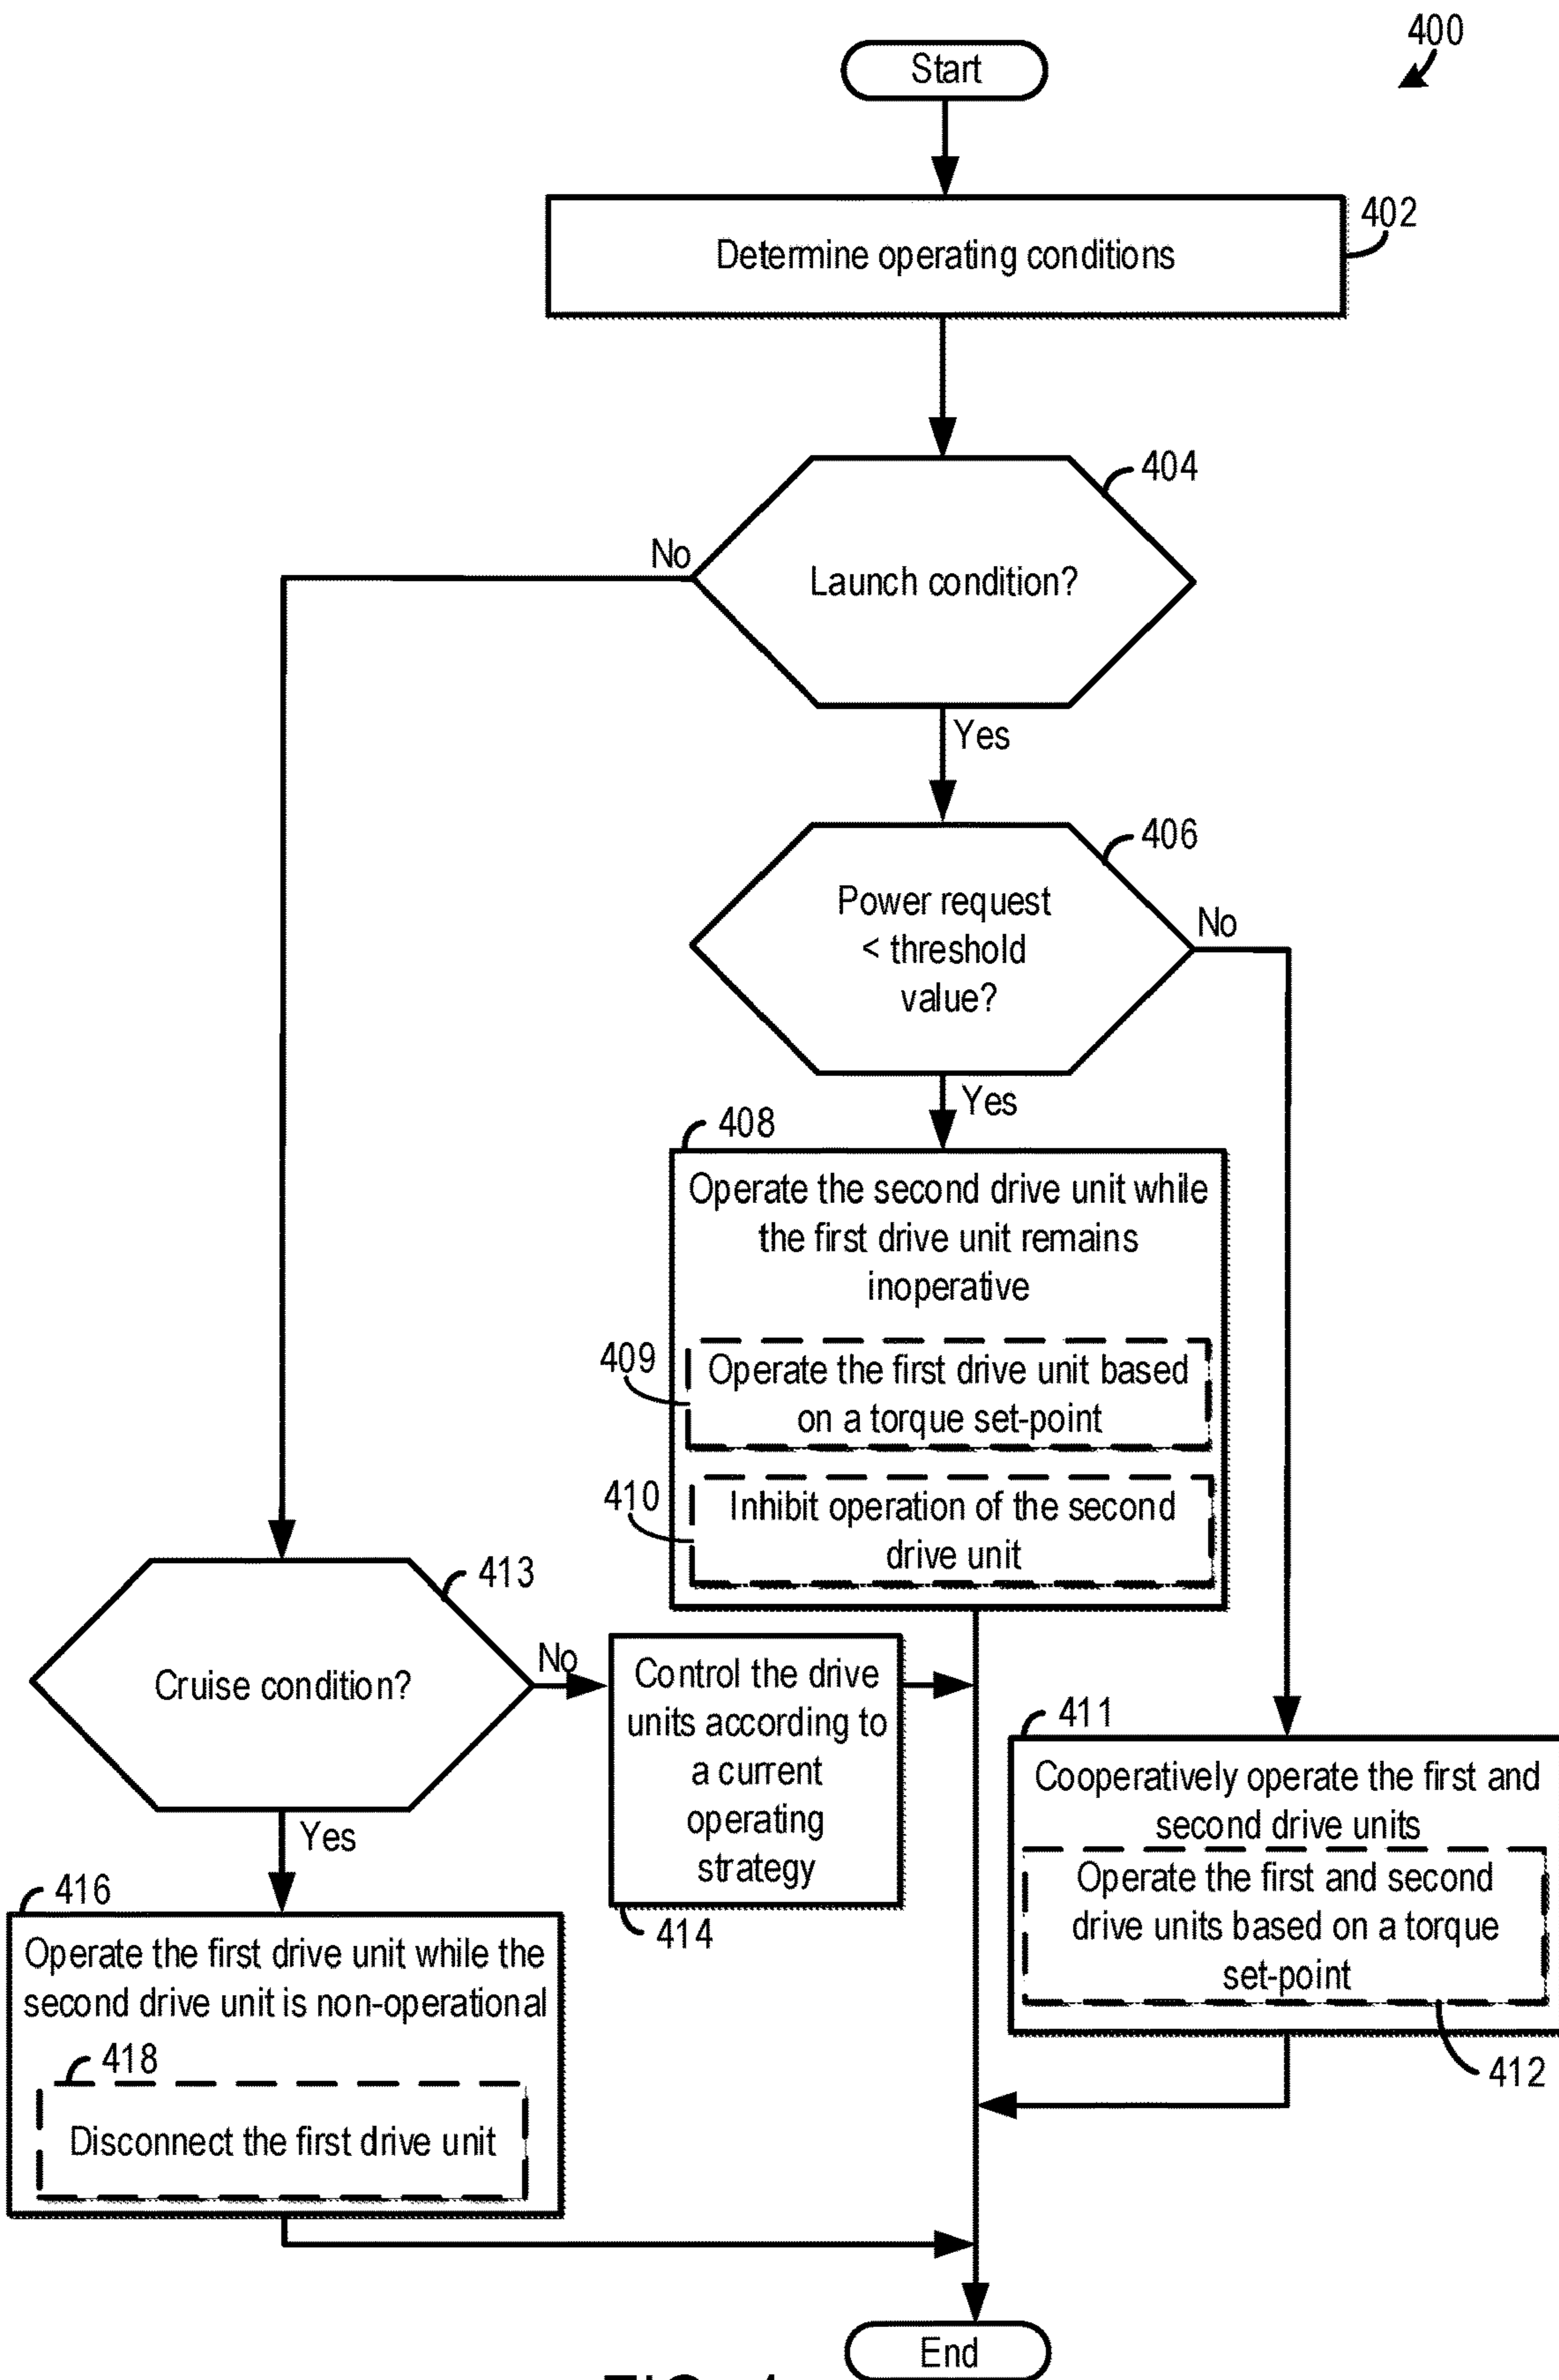 400
Start
402
Determine operating conditions
404
No
Launch condition?
Yes
406
Power request
< threshold
value?
No
Yes
408
Operate the second drive unit while
the first drive unit remains
inoperative
409
Operate the first drive unit based
on a torque set-point
410
Inhibit operation of the second
drive unit
413
Cruise condition?
No
Yes
Control the drive
units according to
a current
operating
strategy
414
411
Cooperatively operate the first and
second drive units
Operate the first and second
drive units based on a torque
set-point
412
416
Operate the first drive unit while the
second drive unit is non-operational
418
Disconnect the first drive unit
End